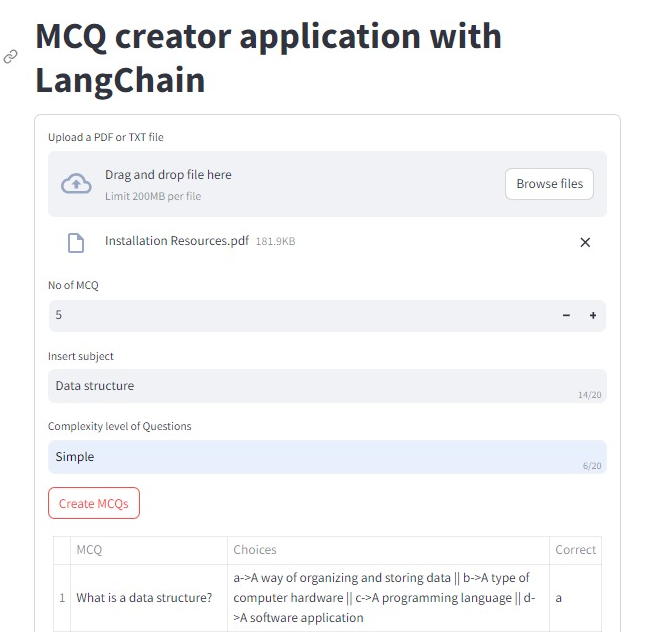 MCQ creator application with
LangChain
Upload a PDF or TXT file
Drag and drop file here
Limit 200MB per file
Browse files
Installation Resources.pdf 181.9KB
No of MCQ
5
Insert subject
Data structure
14/20
Complexity level of Questions
Simple
6/20
Create MCQs
MCQ Choices Correct
a->A way of organizing and storing data || b->A type of
1 What is a data structure? computer hardware || c->A programming language || d- a
>A software application